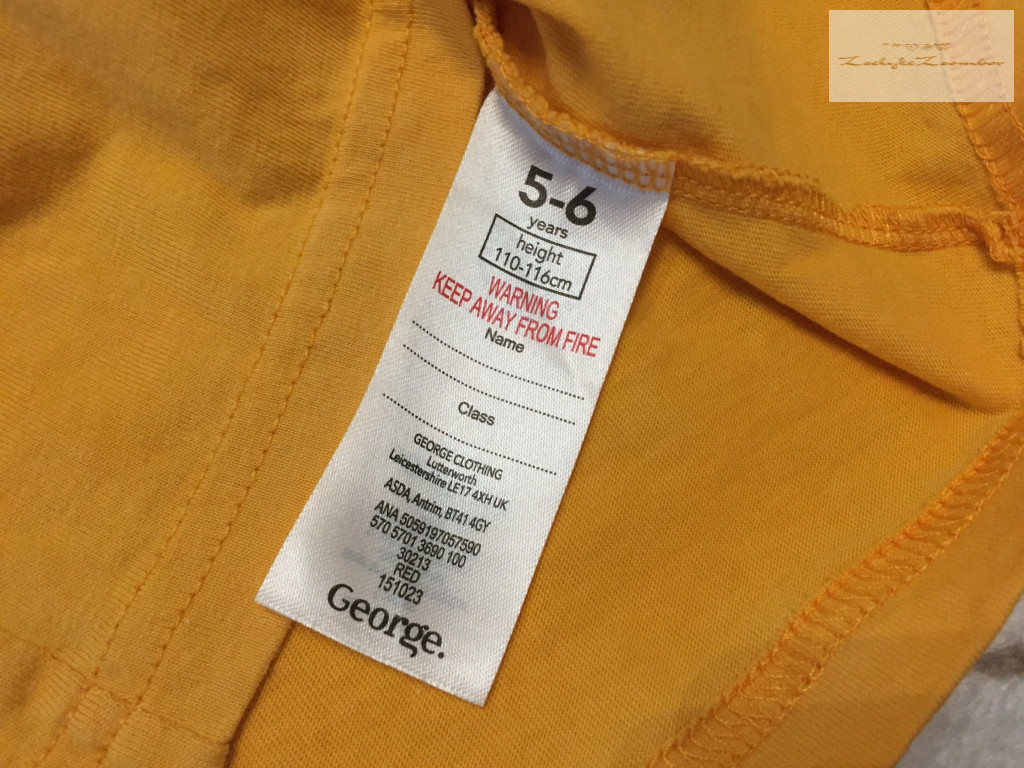 5-6
years
height
110-116cm
WARNING
KEEP AWAY FROM FIRE
Name
Class
GEORGE CLOTHING
Lutterworth
Leicestershire LE17 4XH UK
ASDA, Antrim, BT41 4GY
ANA 5059197057590
570 5701 3690 100
30213
RED
151023
George.